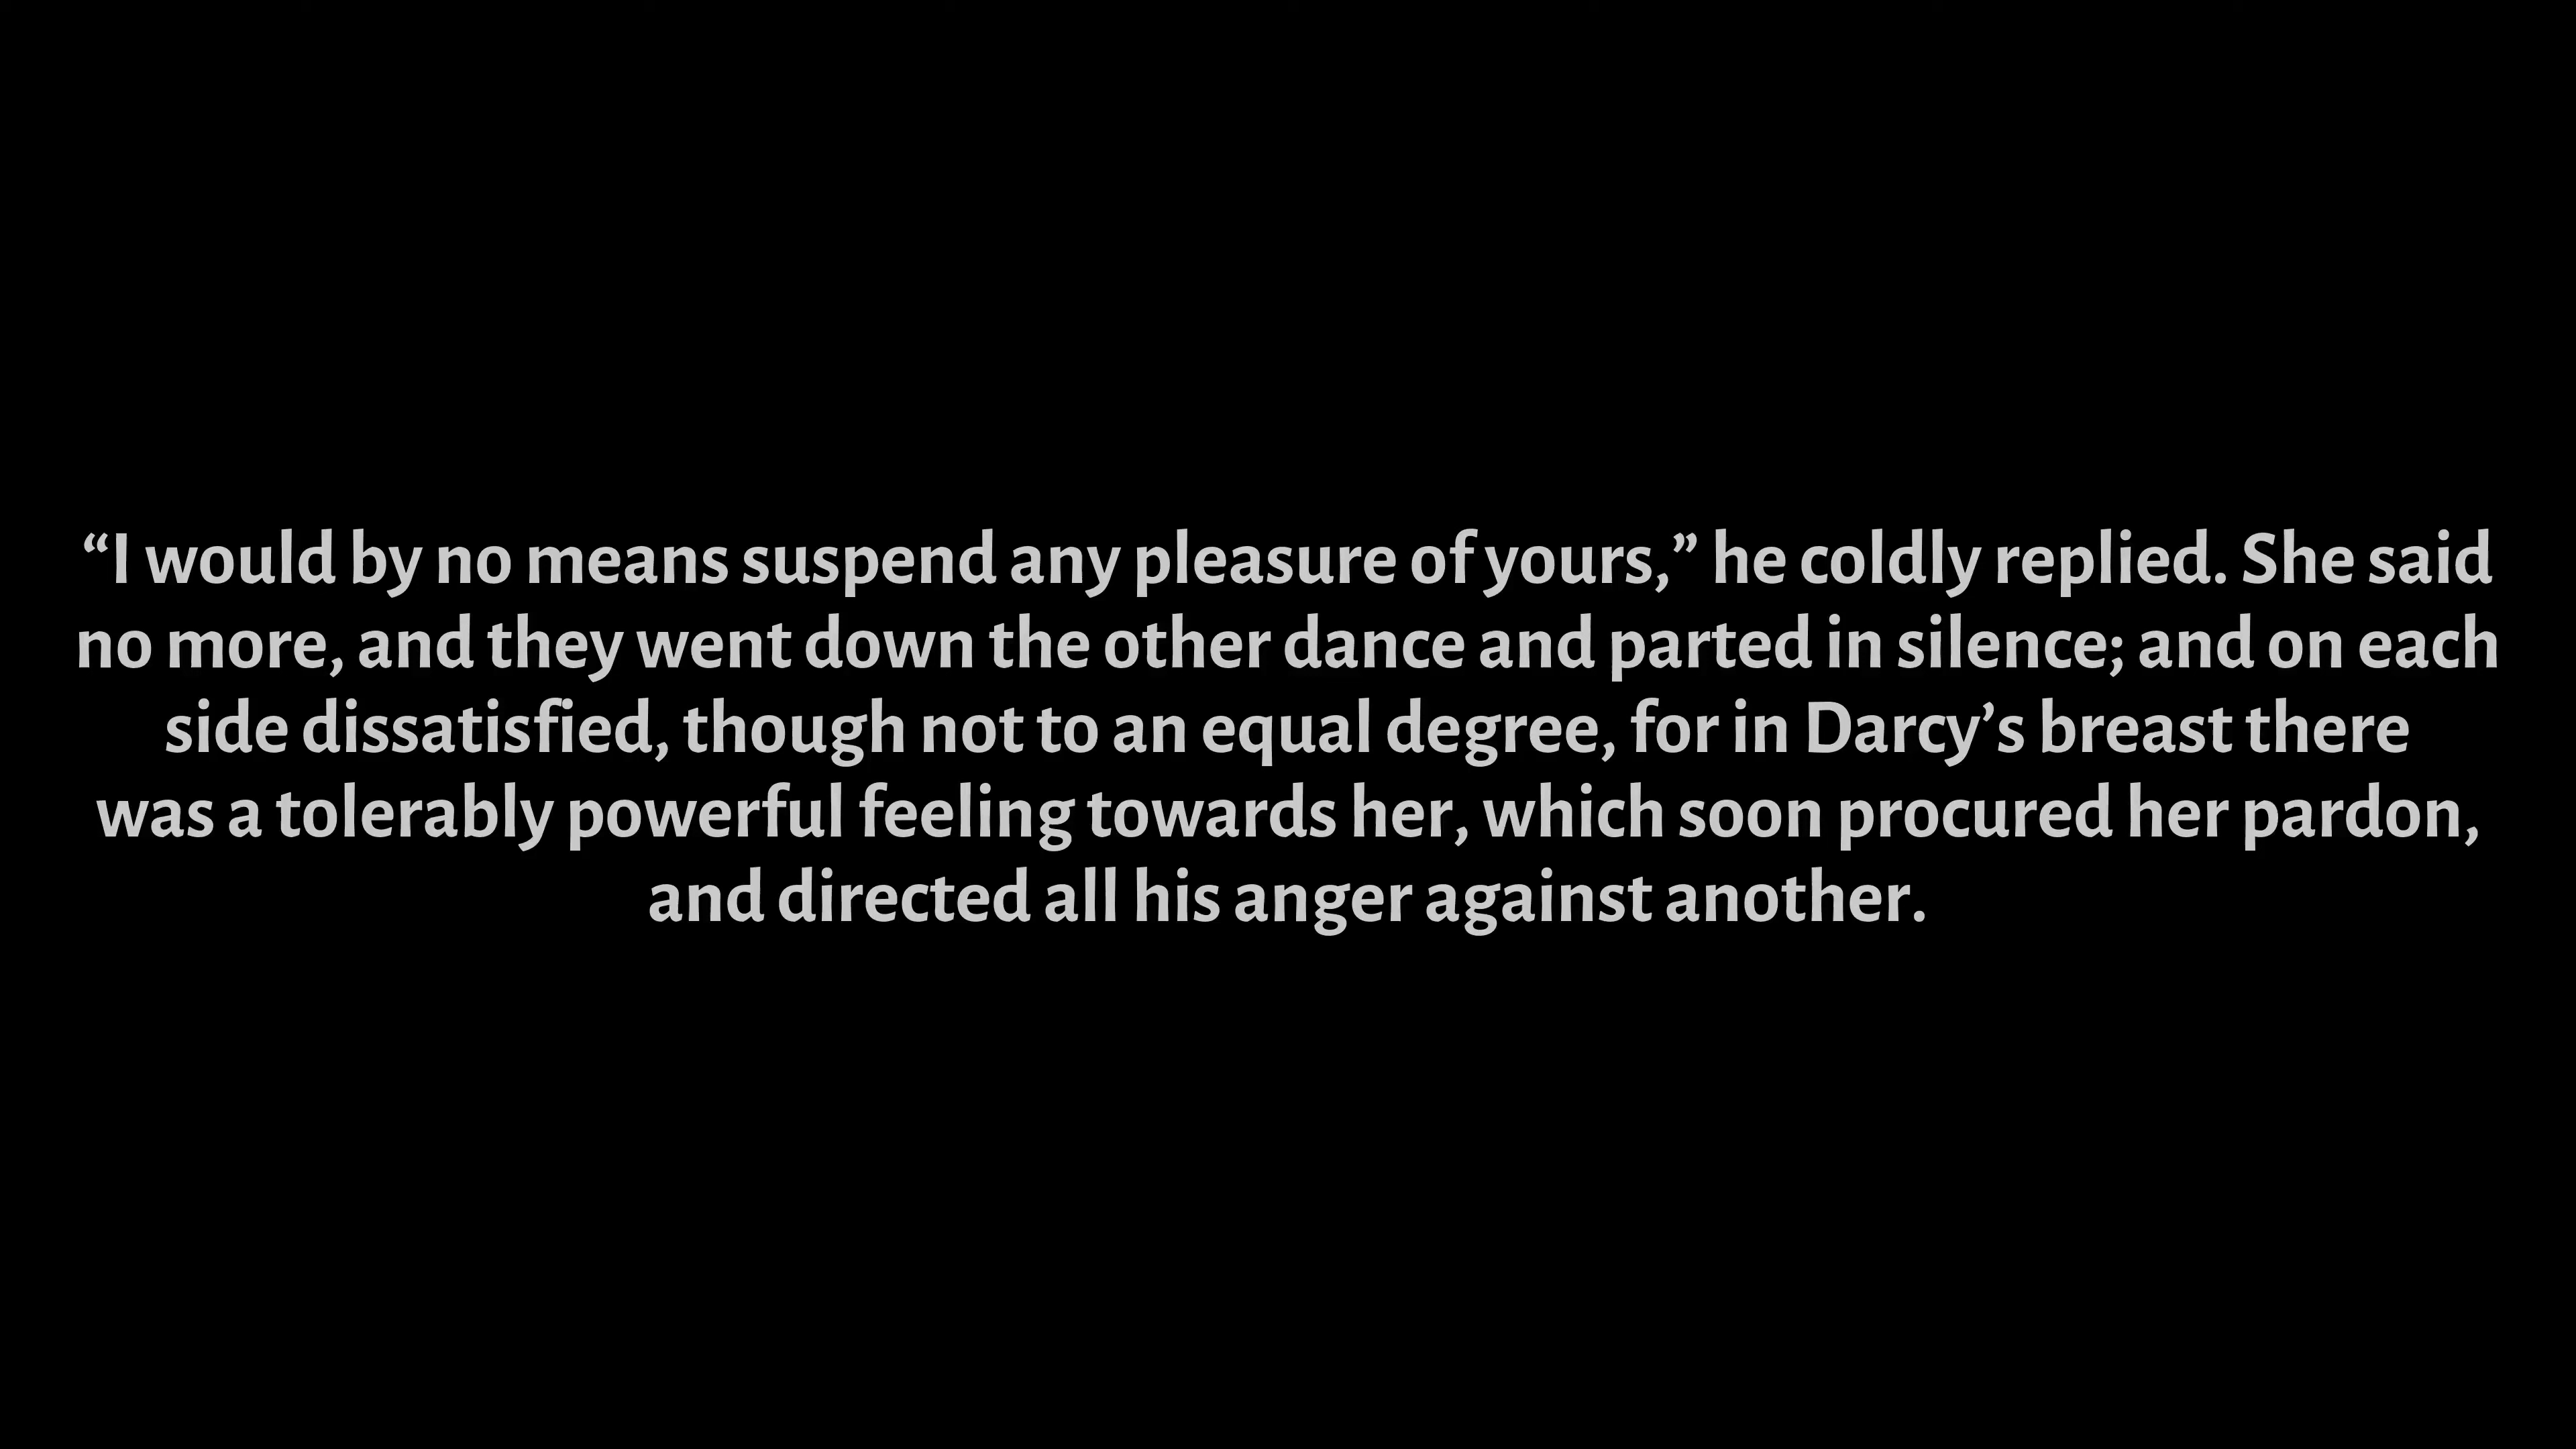 “I would by no means suspend any pleasure of yours,” he coldly replied. She said
no more, and they went down the other dance and parted in silence; and on each
side dissatisfied, though not to an equal degree, for in Darcy’s breast there
was a tolerably powerful feeling towards her, which soon procured her pardon,
and directed all his anger against another.